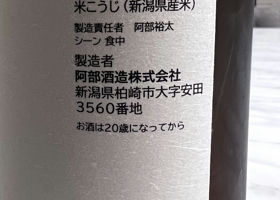 米こうじ(新潟県産米)
製造責任者　阿部裕太
シーン 食中
製造者
阿部酒造株式会社
新潟県柏崎市大字安田
3560番地
お酒は20歳になってから